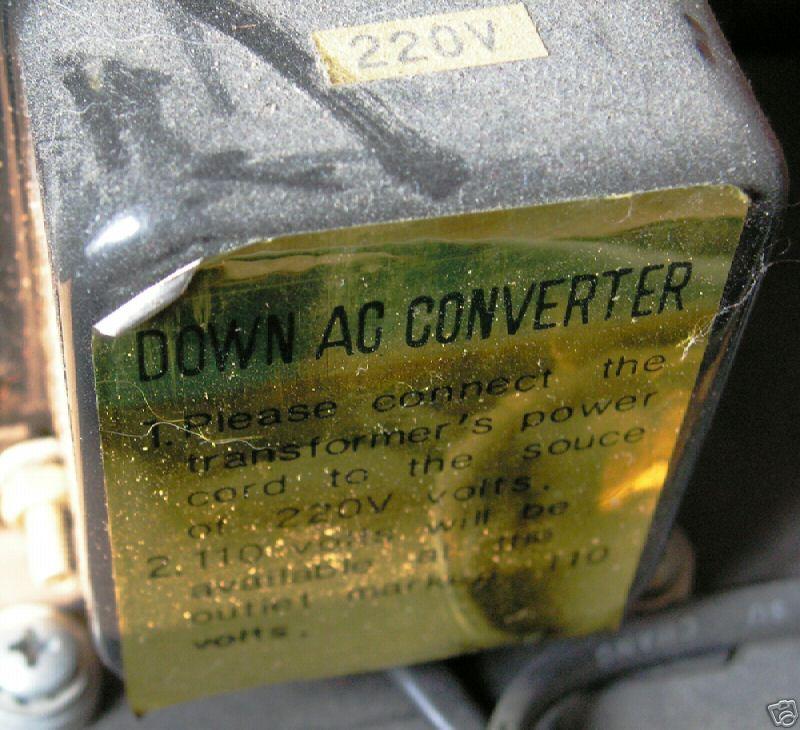 220V
DOWN AC CONVERTER
1. Please connect the
transformer's power
cord to the souce
of 220V volts.
2. 110 volts will be
available at the
outlet marked 110
volts.